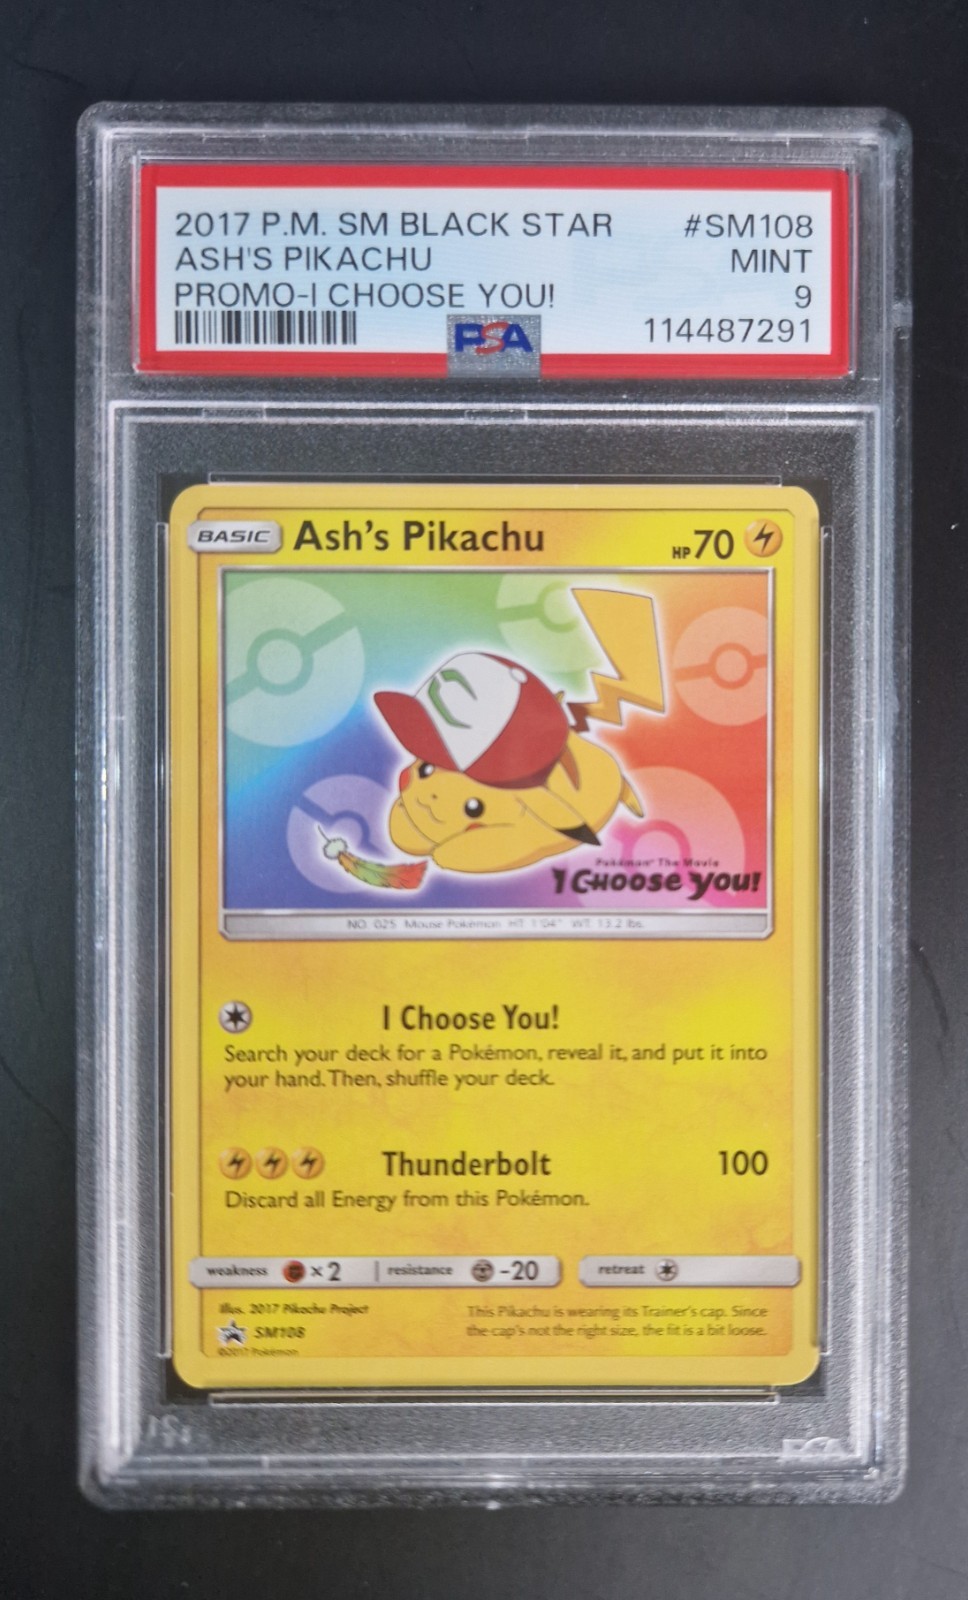 2017 P.M. SM BLACK STAR #SM108
ASH'S PIKACHU MINT
PROMO-I CHOOSE YOU! 9
PSA 114487291
BASIC Ash's Pikachu HP 70
Pokémon The Movie
I Choose you!
NO. 025 Mouse Pokémon HT: 1'04" WT: 13.2 lbs.
I Choose You!
Search your deck for a Pokémon, reveal it, and put it into
your hand. Then, shuffle your deck.
Thunderbolt 100
Discard all Energy from this Pokémon.
weakness ×2 resistance -20 retreat
Illus. 2017 Pikachu Project
SM108
©2017 Pokémon
This Pikachu is wearing its Trainer's cap. Since
the cap's not the right size, the fit is a bit loose.
PSA